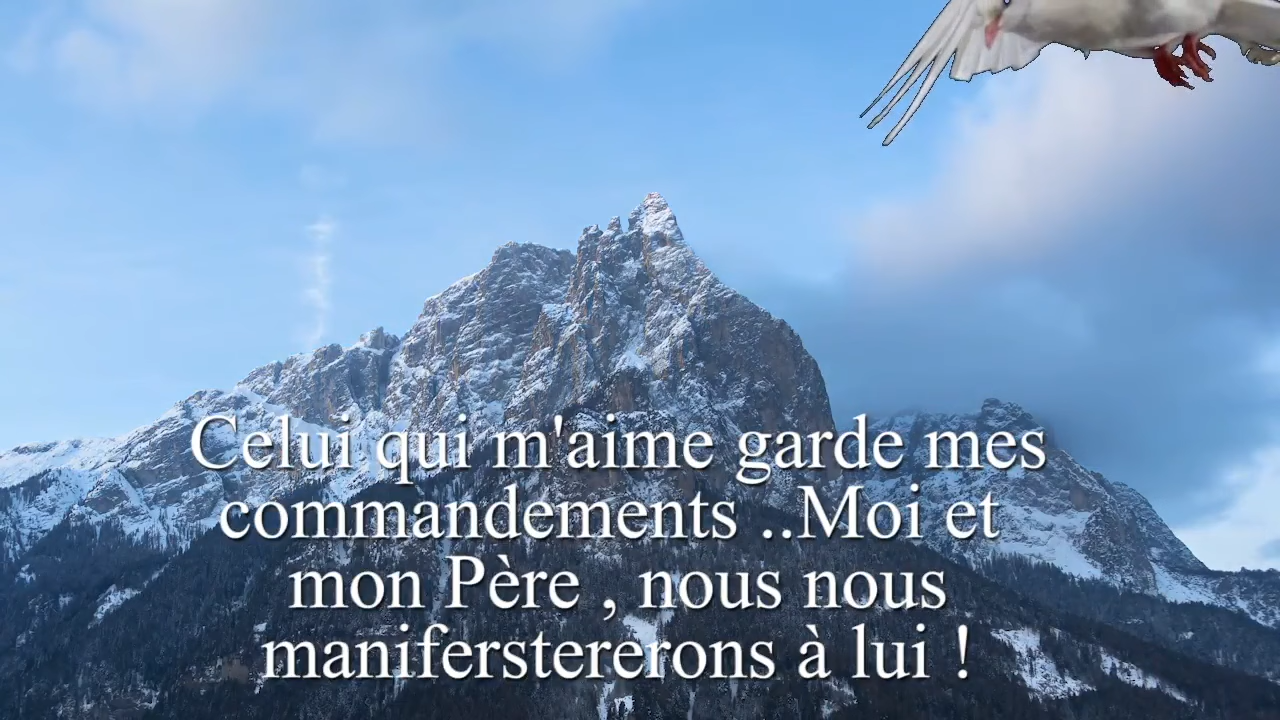 Celui qui m'aime garde mes
commandements ..Moi et
mon Père , nous nous
maniferstererons à lui !